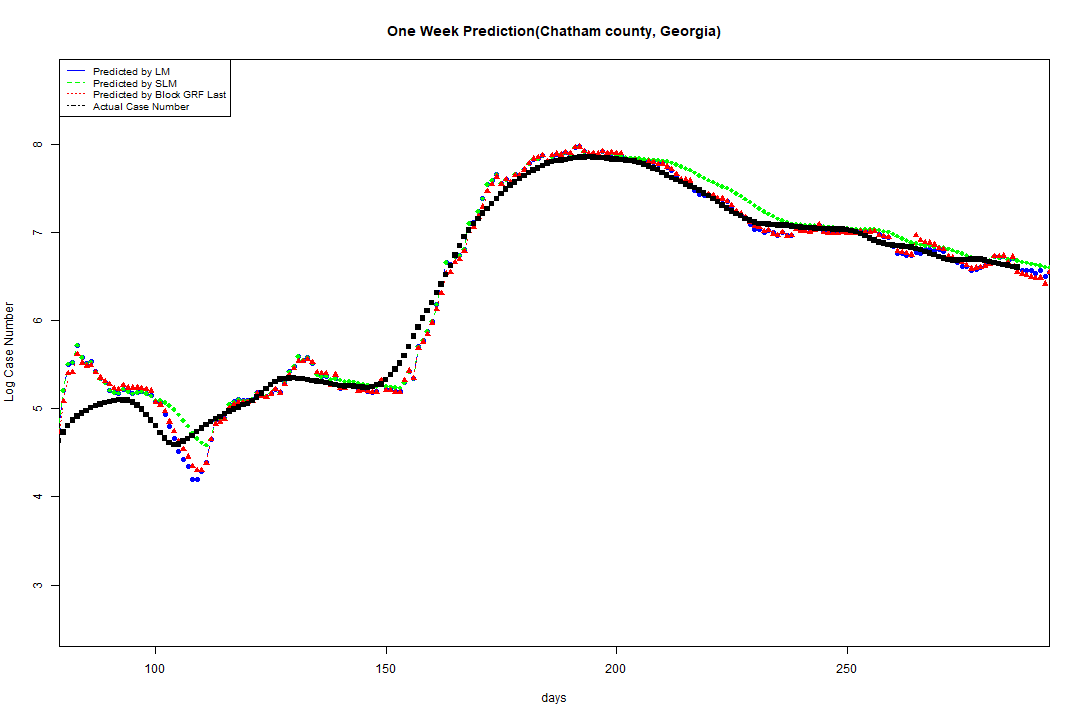 One Week Prediction(Chatham county, Georgia)
Predicted by LM
Predicted by SLM
Predicted by Block GRF Last
Actual Case Number
8
7
6
5
4
3
Log Case Number
100 150 200 250
days